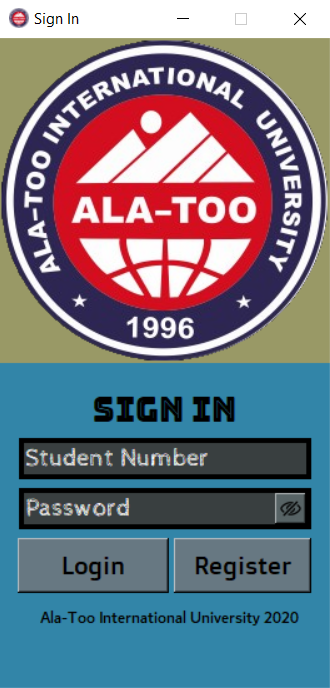 Sign In
ALA-TOO INTERNATIONAL UNIVERSITY
ALA-TOO
1996
SIGN IN
Student Number
Password
Login
Register
Ala-Too International University 2020